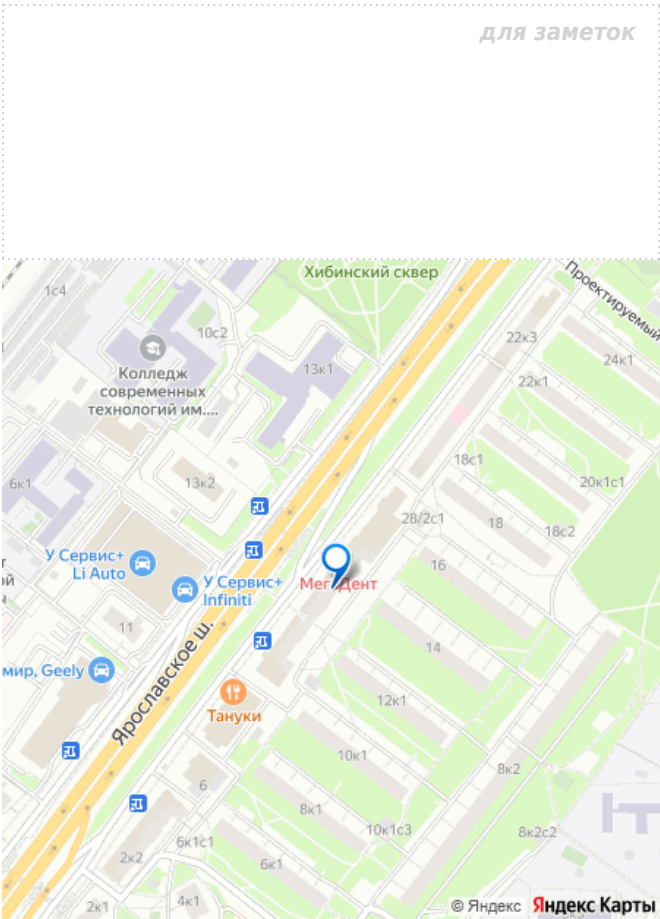 для заметок
Хибинский сквер
Проектируемый
1с4
10с2
22к3
24к1
Колледж
современных
технологий им....
13к1
22к1
6к1
13к2
18с1
20к1с1
28/2с1
18
18с2
У Сервис+
Li Auto
16
У Сервис+
Infiniti
МегаДент
11
14
Ярославское ш.
мир, Geely
12к1
Тануки
10к1
8к2
6
8к1
10к1с3
8к2с2
6к1с1
2к2
6к1
4к1
2к1
© Яндекс Яндекс Карты